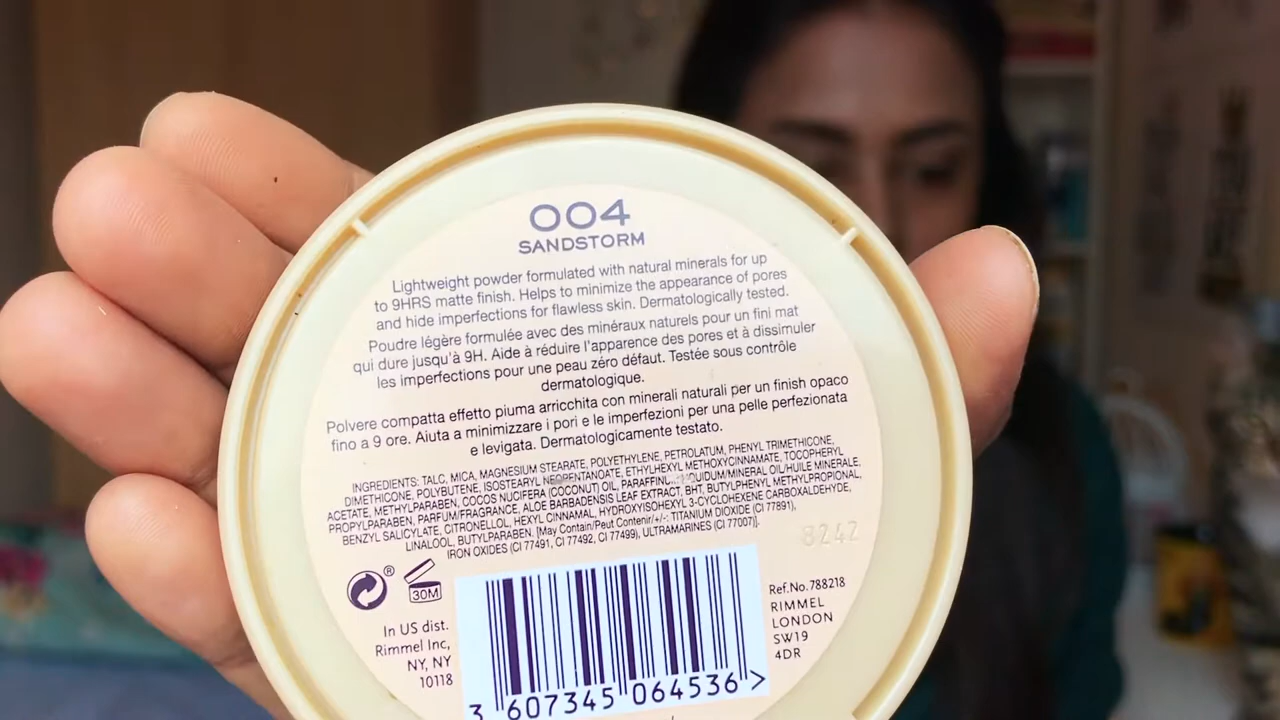 004
SANDSTORM
Lightweight powder formulated with natural minerals for up
to 9HRS matte finish. Helps to minimize the appearance of pores
and hide imperfections for flawless skin. Dermatologically tested.
Poudre légère formulée avec des minéraux naturels pour un fini mat
qui dure jusqu'à 9H. Aide à réduire l'apparence des pores et à dissimuler
les imperfections pour une peau zéro défaut. Testée sous contrôle
dermatologique.
Polvere compatta effetto piuma arricchita con minerali naturali per un finish opaco
fino a 9 ore. Aiuta a minimizzare i pori e le imperfezioni per una pelle perfezionata
e levigata. Dermatologicamente testato.
INGREDIENTS: TALC, MICA, MAGNESIUM STEARATE, POLYETHYLENE, PETROLATUM, PHENYL TRIMETHICONE,
DIMETHICONE, POLYBUTENE, ISOSTEARYL NEOPENTANOATE, ETHYLHEXYL METHOXYCINNAMATE, TOCOPHERYL
ACETATE, METHYLPARABEN, COCOS NUCIFERA (COCONUT) OIL, OIL/HUILE MINERALE,
PROPYLPARABEN, PARFUM/FRAGRANCE, ALOE BARBADENSIS LEAF EXTRACT, BHT, BUTYLPHENYL METHYLPROPIONAL,
BENZYL SALICYLATE, CITRONELLOL, HEXYL CINNAMAL, HYDROXYISOHEXYL 3-CYCLOHEXENE CARBOXALDEHYDE,
LINALOOL, BUTYLPARABEN. [May Contain/Peut Contenir/+/-: TITANIUM DIOXIDE (CI 77891),
IRON OXIDES (CI 77491, CI 77492, CI 77499), ULTRAMARINES (CI 77007)].
8242
®
30M
In US dist.
Rimmel Inc,
NY, NY
10118
Ref.No.788218
RIMMEL
LONDON
SW19
4DR
3 607345 064536 >